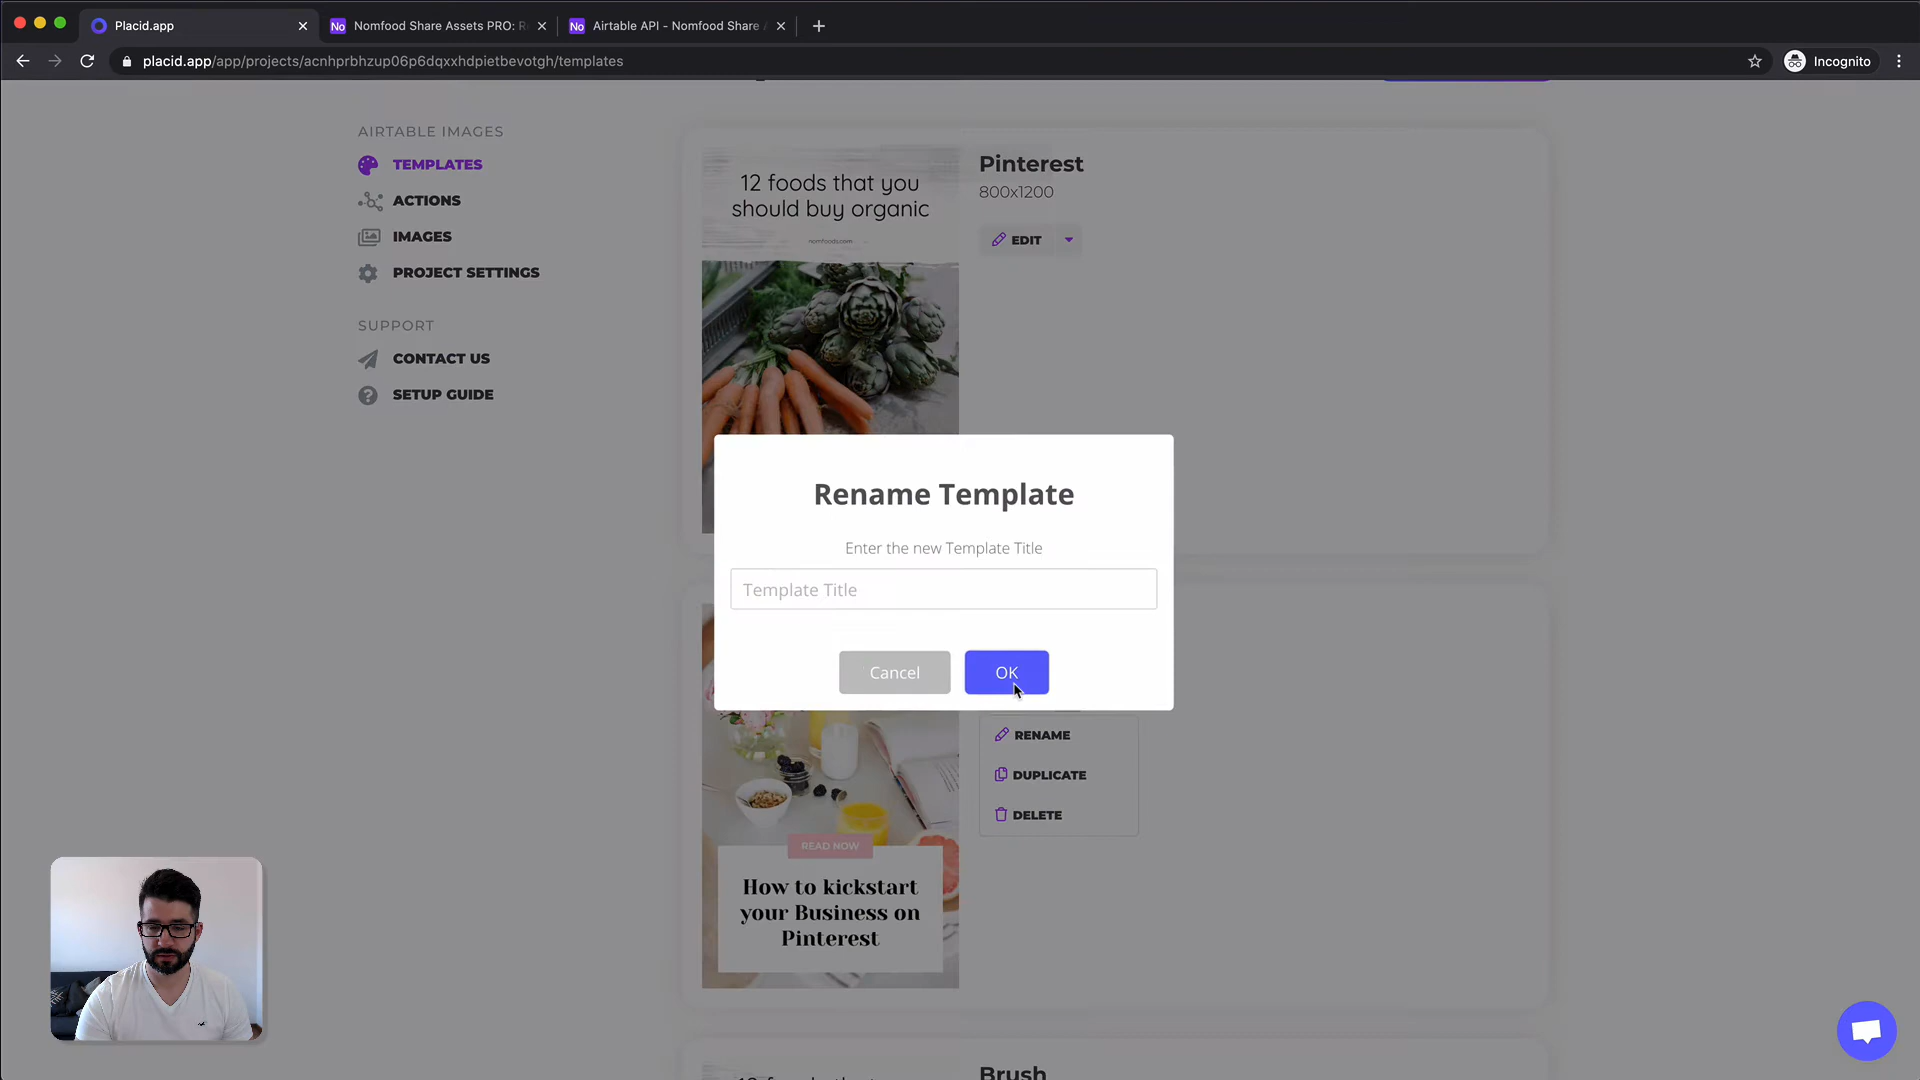 Placid.app
Nomfood Share Assets PRO: R
Airtable API - Nomfood Share
placid.app/app/projects/acnhprbhzup06p6dqxxhdpietbevotgh/templates
Incognito
AIRTABLE IMAGES
TEMPLATES
ACTIONS
IMAGES
PROJECT SETTINGS
SUPPORT
CONTACT US
SETUP GUIDE
12 foods that you
should buy organic
nomfoods.com
Pinterest
800x1200
EDIT
Rename Template
Enter the new Template Title
Template Title
Cancel
OK
RENAME
DUPLICATE
DELETE
READ NOW
How to kickstart
your Business on
Pinterest
Brush